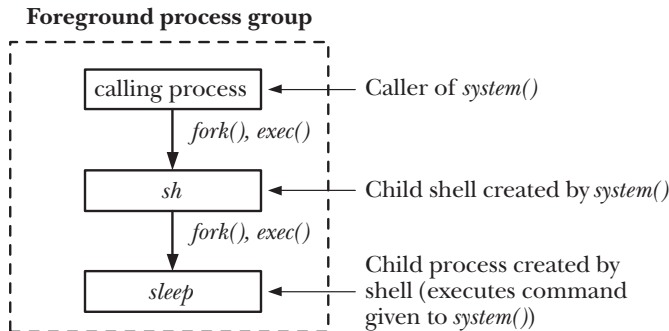 Foreground process group
calling process
Caller of system()
fork(), exec()
sh
Child shell created by system()
fork(), exec()
sleep
Child process created by
shell (executes command
given to system())